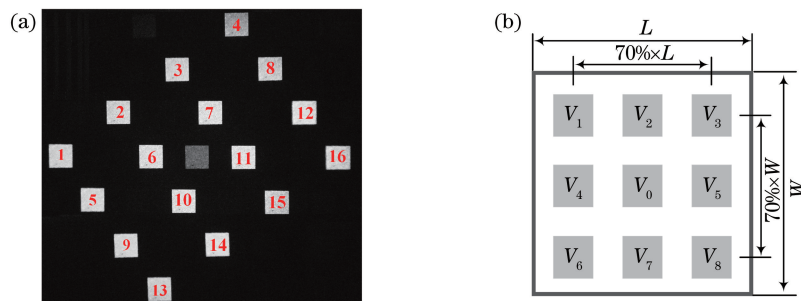 (a)
4
3 8
2 7 12
1 6 11 16
5 10 15
9 14
13
(b)
L
70%×L
V₁ V₂ V₃
V₄ V₀ V₅
V₆ V₇ V₈
70%×W
W